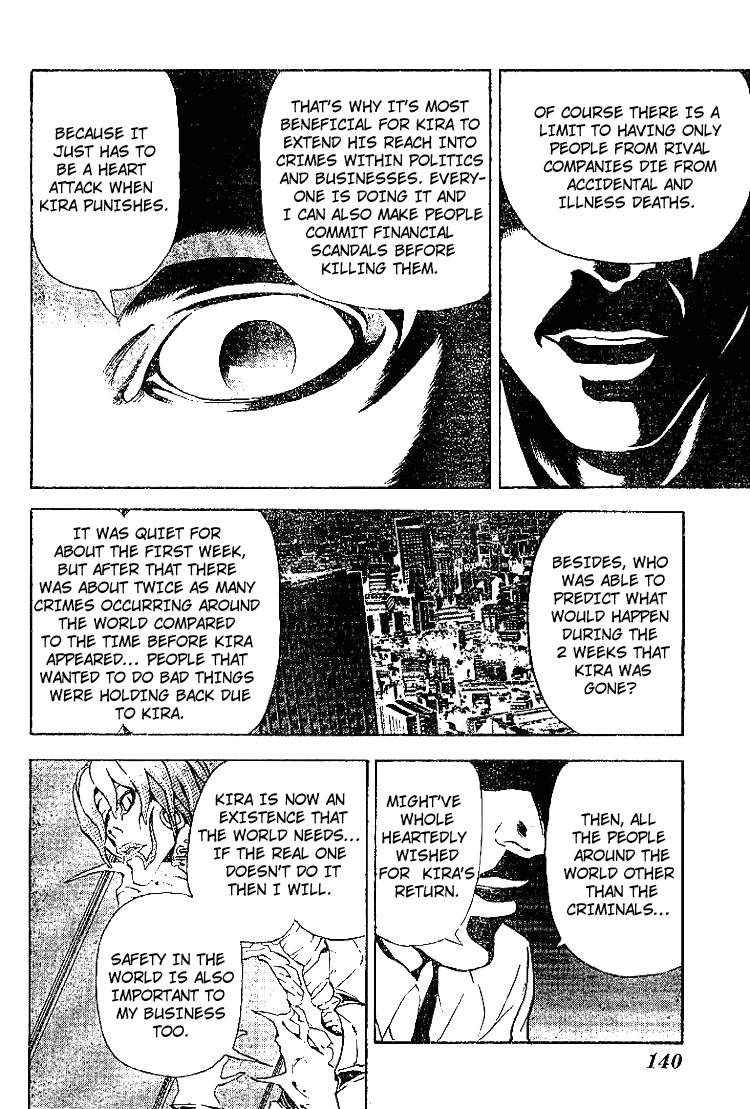 OF COURSE THERE IS A
LIMIT TO HAVING ONLY
PEOPLE FROM RIVAL
COMPANIES DIE FROM
ACCIDENTAL AND
ILLNESS DEATHS.
THAT'S WHY IT'S MOST
BENEFICIAL FOR KIRA TO
EXTEND HIS REACH INTO
CRIMES WITHIN POLITICS
AND BUSINESSES. EVERY-
ONE IS DOING IT AND
I CAN ALSO MAKE PEOPLE
COMMIT FINANCIAL
SCANDALS BEFORE
KILLING THEM.
BECAUSE IT
JUST HAS TO
BE A HEART
ATTACK WHEN
KIRA PUNISHES.
BESIDES, WHO
WAS ABLE TO
PREDICT WHAT
WOULD HAPPEN
DURING THE
2 WEEKS THAT
KIRA WAS
GONE?
IT WAS QUIET FOR
ABOUT THE FIRST WEEK,
BUT AFTER THAT THERE
WAS ABOUT TWICE AS MANY
CRIMES OCCURRING AROUND
THE WORLD COMPARED
TO THE TIME BEFORE KIRA
APPEARED... PEOPLE THAT
WANTED TO DO BAD THINGS
WERE HOLDING BACK DUE
TO KIRA.
THEN, ALL
THE PEOPLE
AROUND THE
WORLD OTHER
THAN THE
CRIMINALS...
MIGHT'VE
WHOLE
HEARTEDLY
WISHED
FOR KIRA'S
RETURN.
KIRA IS NOW AN
EXISTENCE THAT
THE WORLD NEEDS...
IF THE REAL ONE
DOESN'T DO IT
THEN I WILL.
SAFETY IN THE
WORLD IS ALSO
IMPORTANT TO
MY BUSINESS
TOO.
140